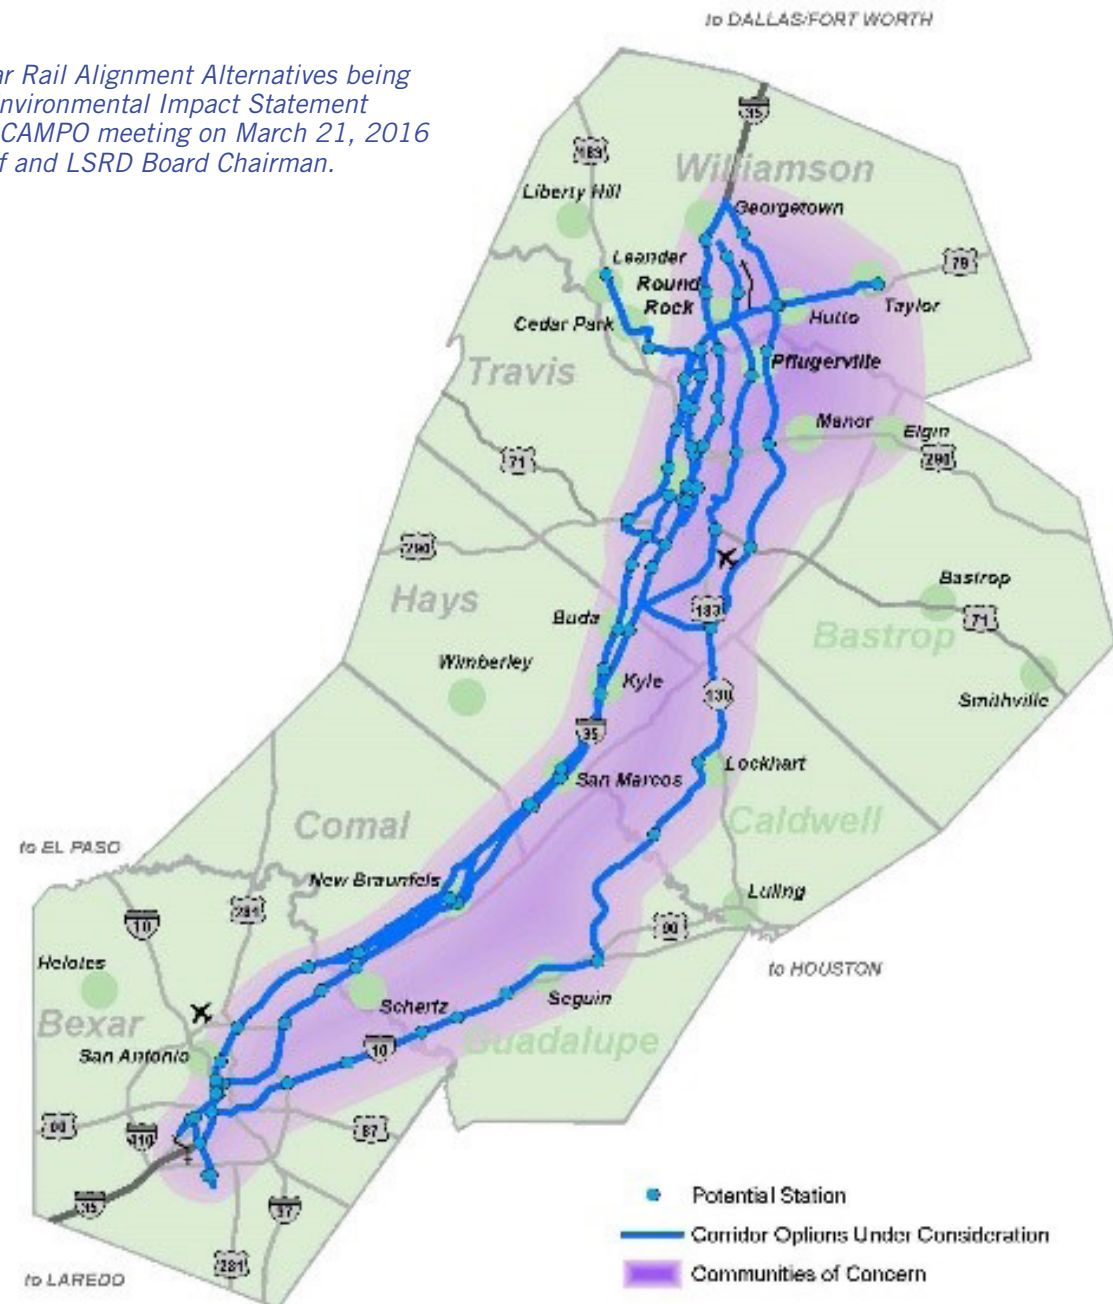 to DALLAS/FORT WORTH
ar Rail Alignment Alternatives being
nvironmental Impact Statement
CAMPO meeting on March 21, 2016
f and LSRD Board Chairman.
35
183
Williamson
Liberty Hill
Georgetown
Leander
79
Round
Rock
Taylor
Hutto
Cedar Park
Travis
Pflugerville
Manor
Elgin
290
71
290
Hays
Bastrop
183
71
Buda
Bastrop
Wimberley
Kyle
130
Smithville
35
San Marcos
Lockhart
Comal
Caldwell
to EL PASO
New Braunfels
Luling
281
10
90
Helotes
to HOUSTON
Schertz
Seguin
Bexar
10
Guadalupe
San Antonio
90
410
87
35
37
281
to LAREDO
Potential Station
Corridor Options Under Consideration
Communities of Concern